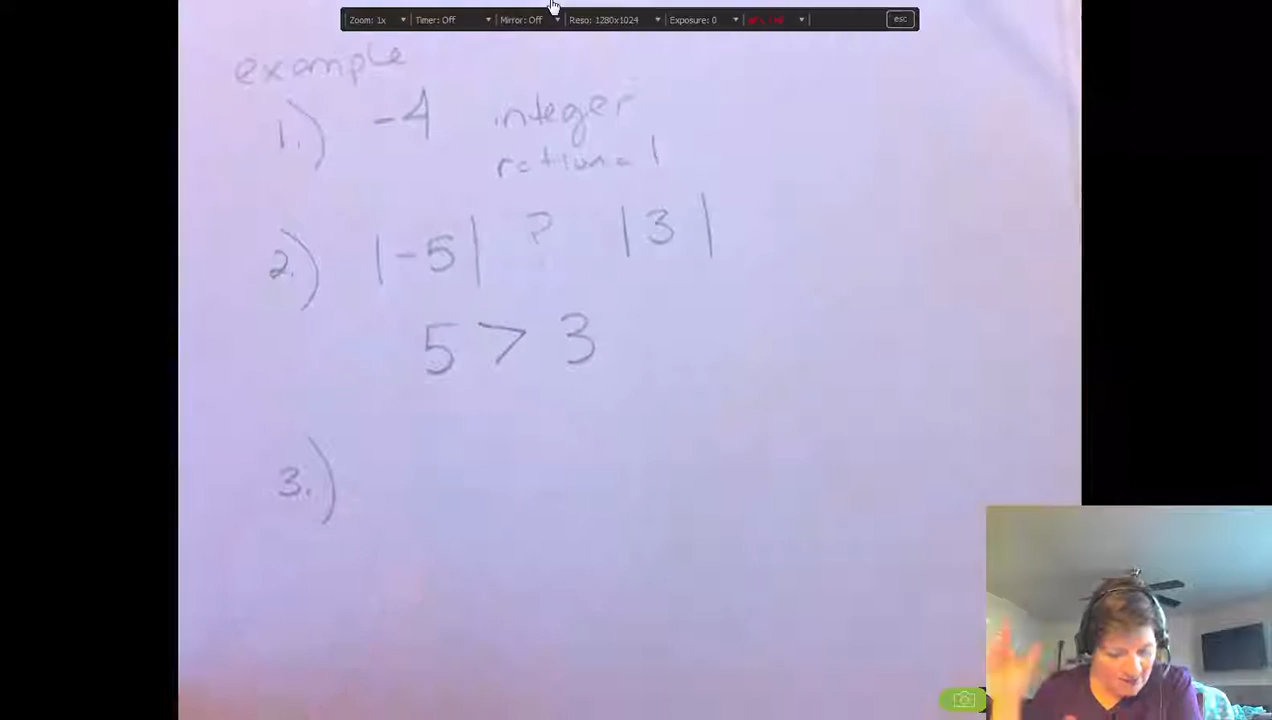 Zoom: 1x Timer: Off Mirror: Off Reso: 1280x1024 Exposure: 0 esc
example
1.) -4 integer
rational
2.) |-5| ? |3|
5 > 3
3.)